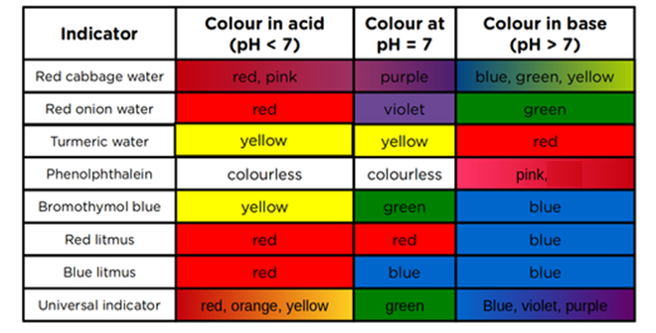 Indicator Colour in acid (pH < 7) Colour at pH = 7 Colour in base (pH > 7)
Red cabbage water red, pink purple blue, green, yellow
Red onion water red violet green
Turmeric water yellow yellow red
Phenolphthalein colourless colourless pink,
Bromothymol blue yellow green blue
Red litmus red red blue
Blue litmus red blue blue
Universal indicator red, orange, yellow green Blue, violet, purple